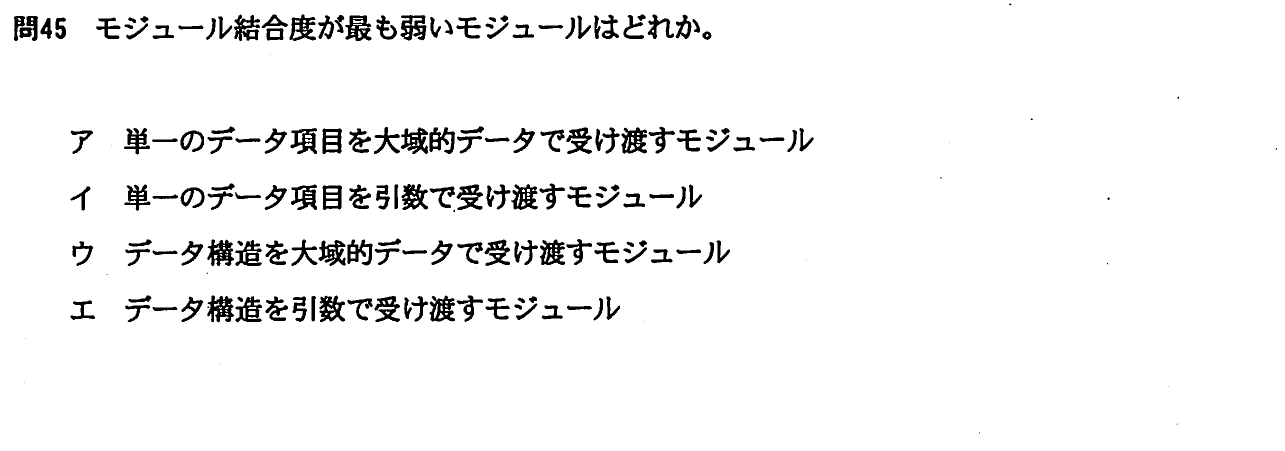 問45 モジュール結合度が最も弱いモジュールはどれか。
ア 単一のデータ項目を大域的データで受け渡すモジュール
イ 単一のデータ項目を引数で受け渡すモジュール
ウ データ構造を大域的データで受け渡すモジュール
エ データ構造を引数で受け渡すモジュール